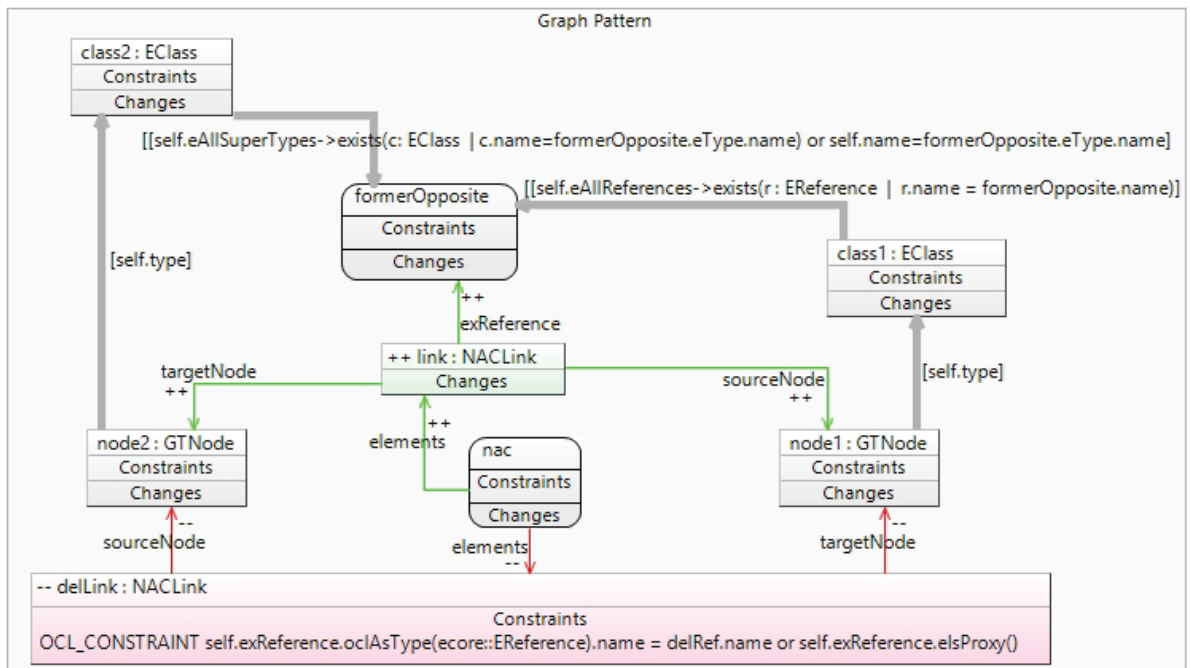 Graph Pattern
class2 : EClass
Constraints
Changes
[[self.eAllSuperTypes->exists(c: EClass | c.name=formerOpposite.eType.name) or self.name=formerOpposite.eType.name]
formerOpposite
Constraints
Changes
[[self.eAllReferences->exists(r : EReference | r.name = formerOpposite.name)]
class1 : EClass
Constraints
Changes
[self.type]
++
exReference
++ link : NACLink
Changes
targetNode
++
sourceNode
++
[self.type]
++
elements
node2 : GTNode
Constraints
Changes
nac
Constraints
Changes
node1 : GTNode
Constraints
Changes
--
sourceNode
elements
--
--
targetNode
-- delLink : NACLink
Constraints
OCL_CONSTRAINT self.exReference.oclAsType(ecore::EReference).name = delRef.name or self.exReference.eIsProxy()